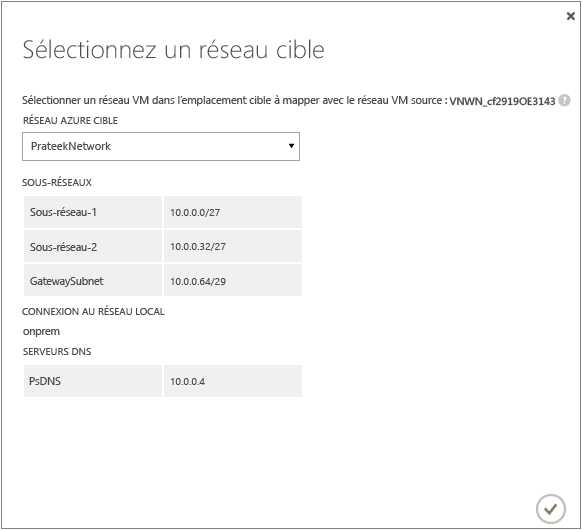 Sélectionnez un réseau cible
Sélectionner un réseau VM dans l'emplacement cible à mapper avec le réseau VM source : VNWN_cf2919OE3143 ?
RÉSEAU AZURE CIBLE
PrateekNetwork
SOUS-RÉSEAUX
Sous-réseau-1 10.0.0.0/27
Sous-réseau-2 10.0.0.32/27
GatewaySubnet 10.0.0.64/29
CONNEXION AU RÉSEAU LOCAL
onprem
SERVEURS DNS
PsDNS 10.0.0.4